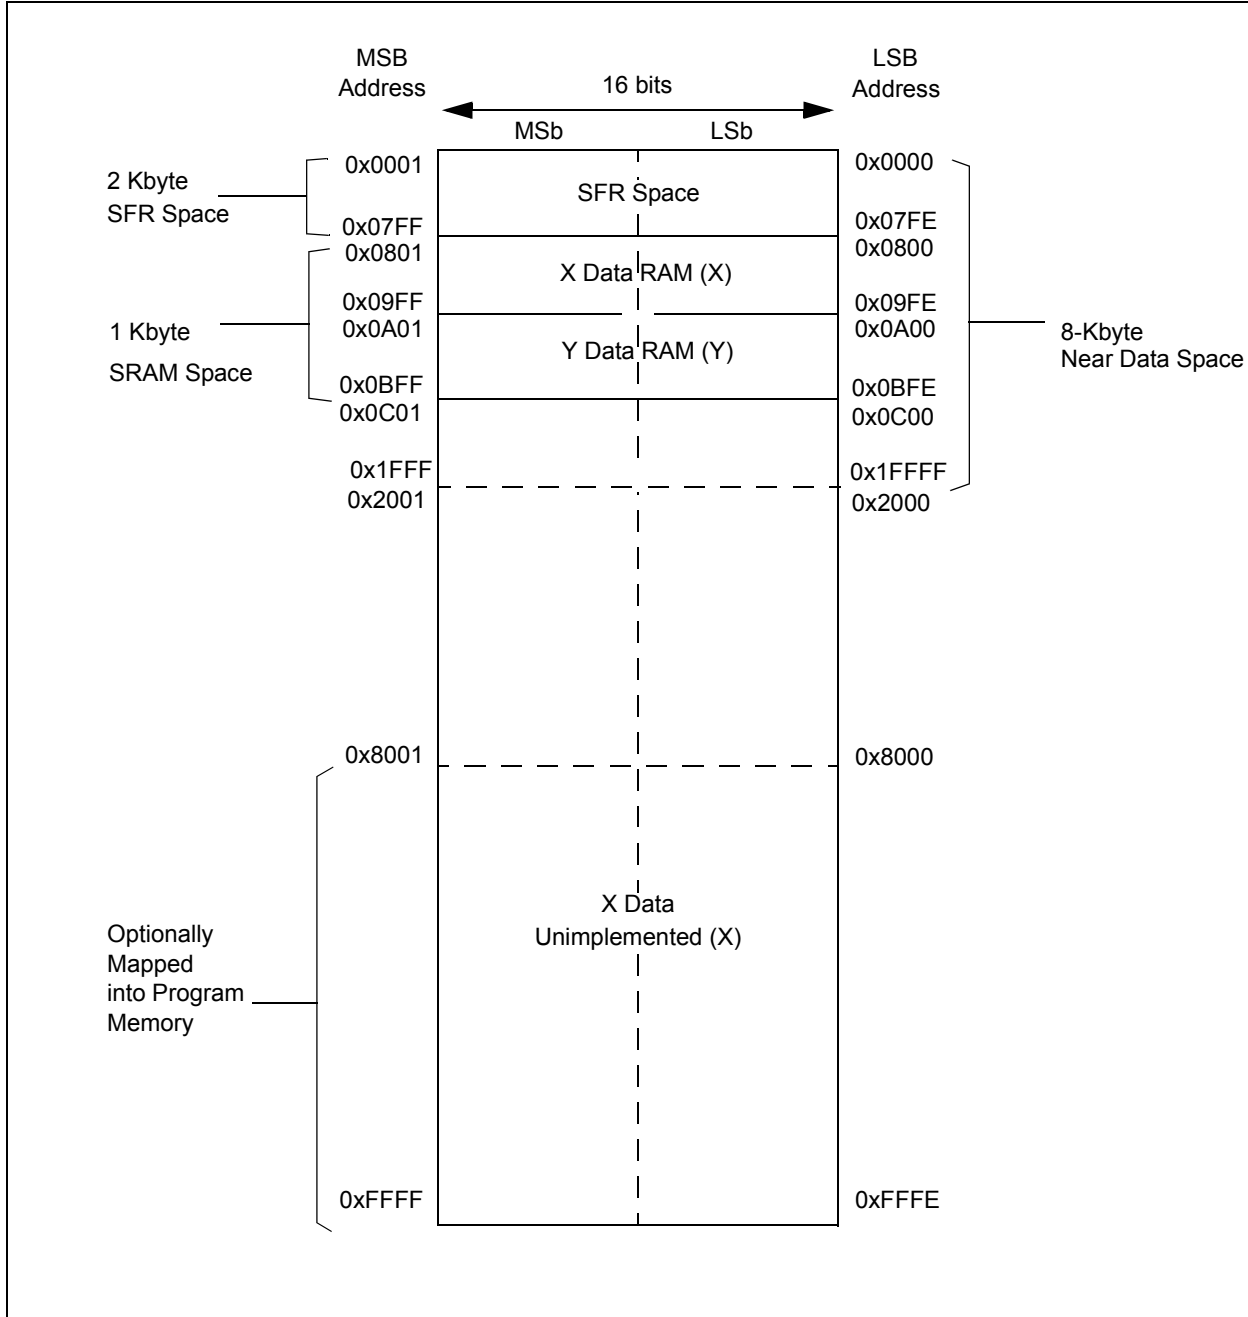 MSB
Address
LSB
Address
16 bits
MSb
LSb
0x0001
0x0000
2 Kbyte
SFR Space
SFR Space
0x07FF
0x07FE
0x0801
0x0800
X Data RAM (X)
0x09FF
0x09FE
0x0A01
0x0A00
1 Kbyte
SRAM Space
Y Data RAM (Y)
8-Kbyte
Near Data Space
0x0BFF
0x0BFE
0x0C01
0x0C00
0x1FFF
0x1FFFF
0x2001
0x2000
0x8001
0x8000
X Data
Unimplemented (X)
Optionally
Mapped
into Program
Memory
0xFFFF
0xFFFE